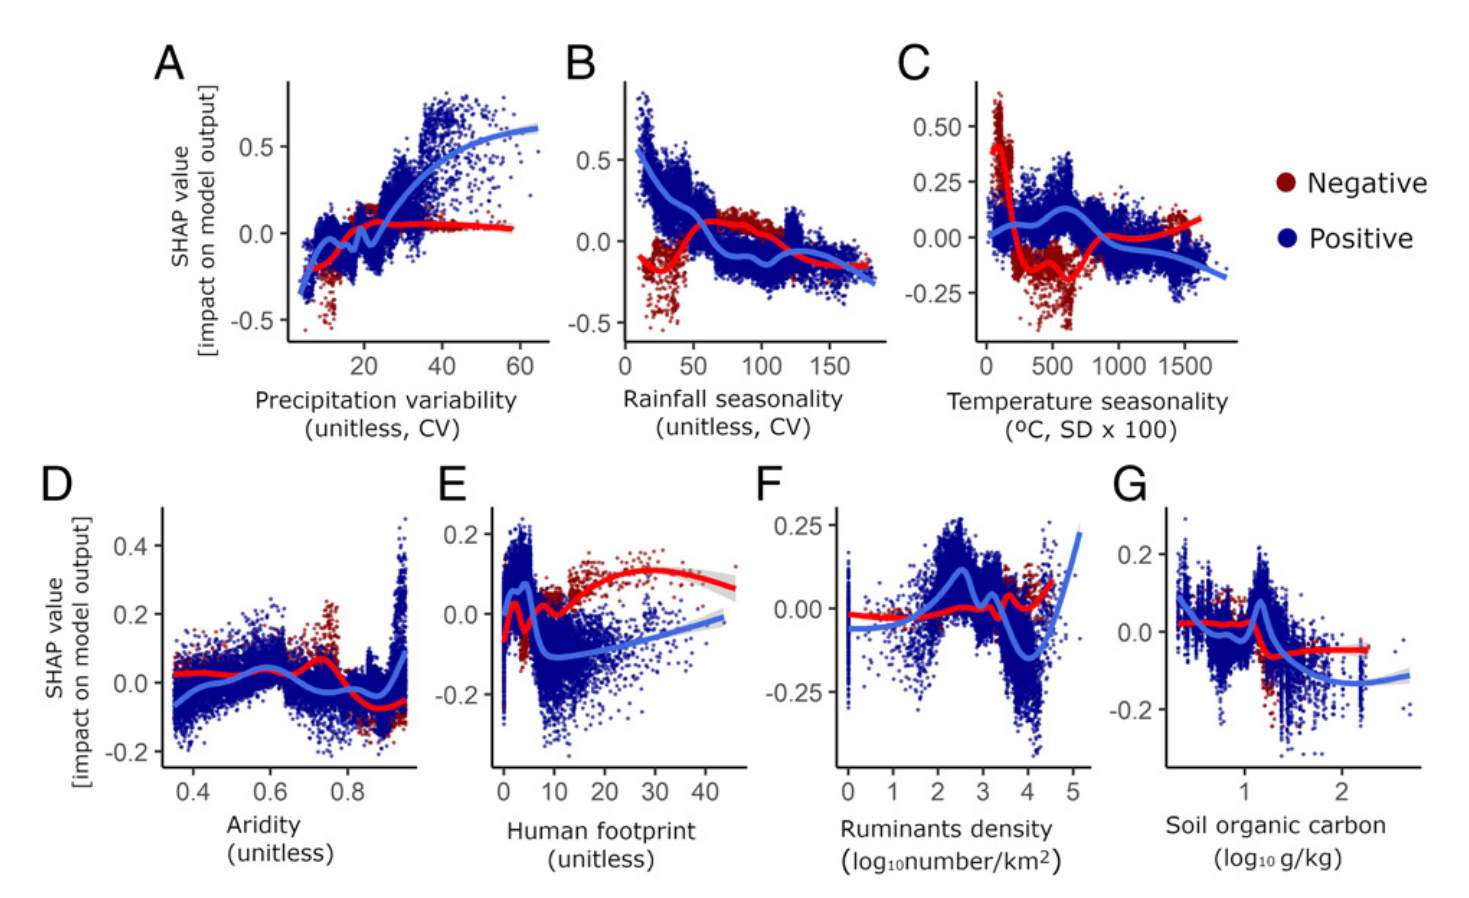 A
B
C
SHAP value
[impact on model output]
0.5
0.0
-0.5
20
40
60
Precipitation variability
(unitless, CV)
0.5
0.0
-0.5
0
50
100
150
Rainfall seasonality
(unitless, CV)
0.50
0.25
0.00
-0.25
0
500
1000
1500
Temperature seasonality
(ºC, SD x 100)
Negative
Positive
D
E
F
G
SHAP value
[impact on model output]
0.4
0.2
0.0
-0.2
0.4
0.6
0.8
Aridity
(unitless)
0.2
0.0
-0.2
0
10
20
30
40
Human footprint
(unitless)
0.25
0.00
-0.25
0
1
2
3
4
5
Ruminants density
(log₁₀number/km²)
0.2
0.0
-0.2
1
2
Soil organic carbon
(log₁₀ g/kg)